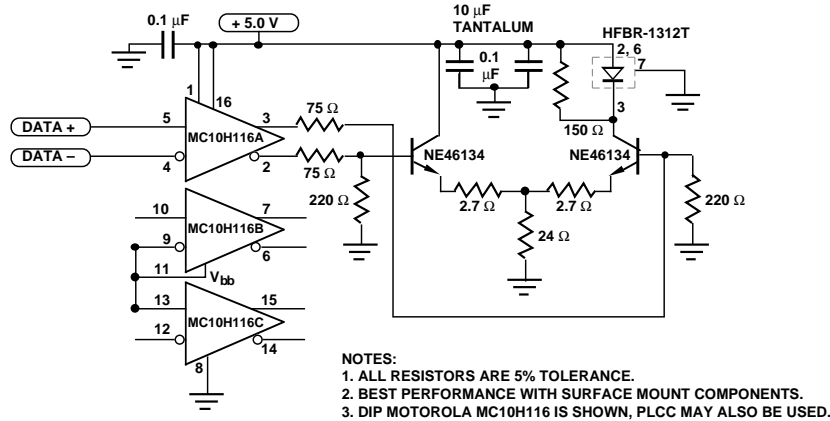 0.1 µF
+ 5.0 V
10 µF
TANTALUM
HFBR-1312T
2, 6
7
0.1
µF
1
16
3
5
3
75 Ω
150 Ω
DATA +
MC10H116A
DATA –
NE46134
NE46134
4
2
75 Ω
220 Ω
2.7 Ω
2.7 Ω
220 Ω
10
7
MC10H116B
9
6
24 Ω
11
Vbb
13
15
MC10H116C
12
14
8
NOTES:
1. ALL RESISTORS ARE 5% TOLERANCE.
2. BEST PERFORMANCE WITH SURFACE MOUNT COMPONENTS.
3. DIP MOTOROLA MC10H116 IS SHOWN, PLCC MAY ALSO BE USED.